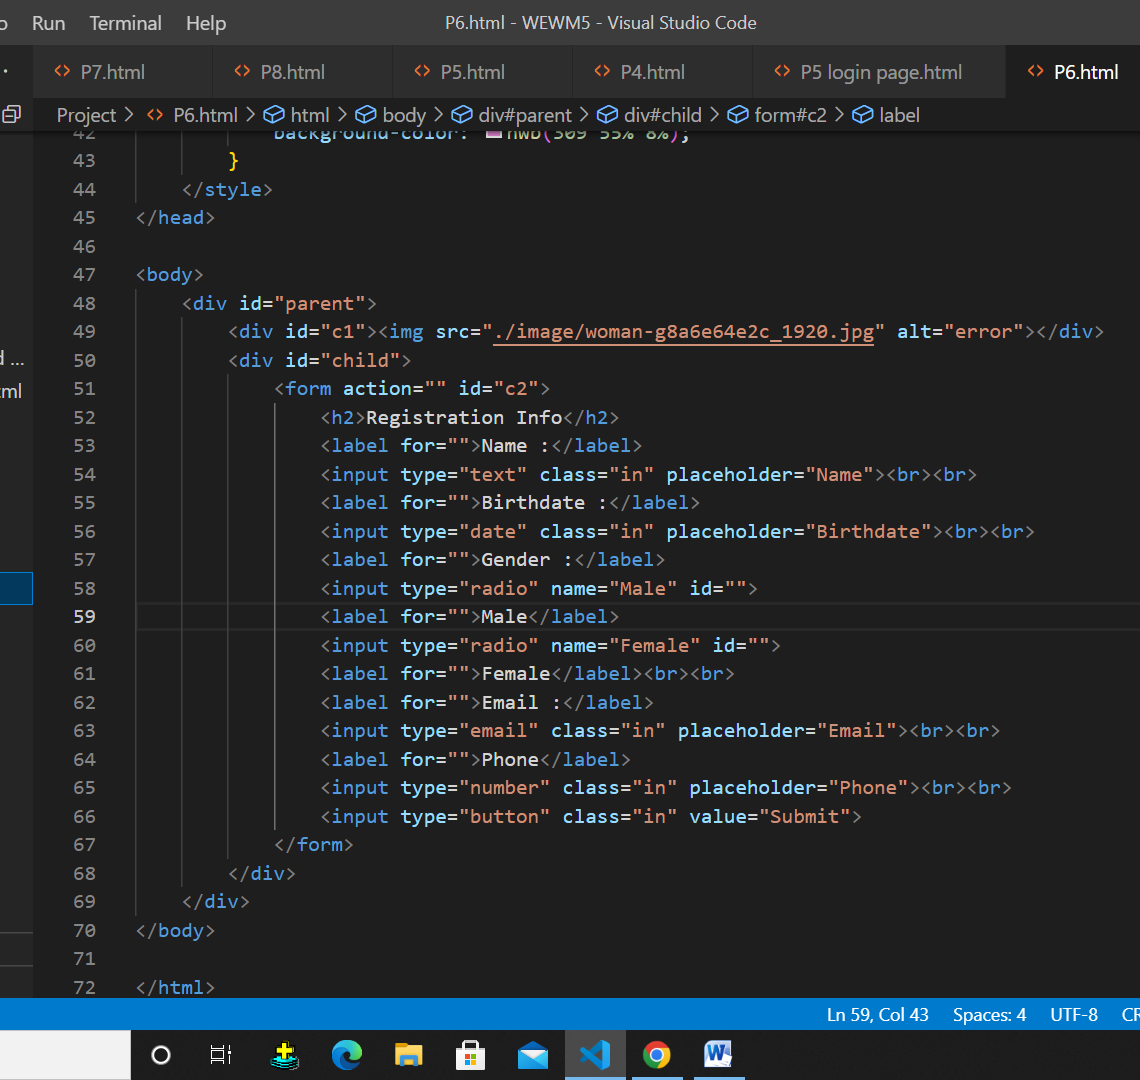 Run Terminal Help P6.html - WEWM5 - Visual Studio Code
P7.html P8.html P5.html P4.html P5 login page.html P6.html
Project > P6.html > html > body > div#parent > div#child > form#c2 > label
42 background-color: hwb(309 55% 8%);
43 }
44 </style>
45 </head>
46
47 <body>
48 <div id="parent">
49 <div id="c1"><img src="./image/woman-g8a6e64e2c_1920.jpg" alt="error"></div>
50 <div id="child">
51 <form action="" id="c2">
52 <h2>Registration Info</h2>
53 <label for="">Name :</label>
54 <input type="text" class="in" placeholder="Name"><br><br>
55 <label for="">Birthdate :</label>
56 <input type="date" class="in" placeholder="Birthdate"><br><br>
57 <label for="">Gender :</label>
58 <input type="radio" name="Male" id="">
59 <label for="">Male</label>
60 <input type="radio" name="Female" id="">
61 <label for="">Female</label><br><br>
62 <label for="">Email :</label>
63 <input type="email" class="in" placeholder="Email"><br><br>
64 <label for="">Phone</label>
65 <input type="number" class="in" placeholder="Phone"><br><br>
66 <input type="button" class="in" value="Submit">
67 </form>
68 </div>
69 </div>
70 </body>
71
72 </html>
Ln 59, Col 43 Spaces: 4 UTF-8